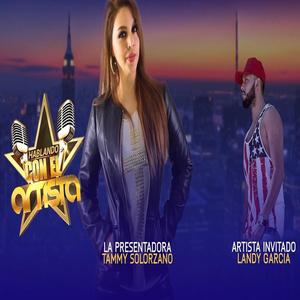 HABLANDO
CON EL
ARTISTA
LA PRESENTADORA
TAMMY SOLORZANO
ARTISTA INVITADO
LANDY GARCIA